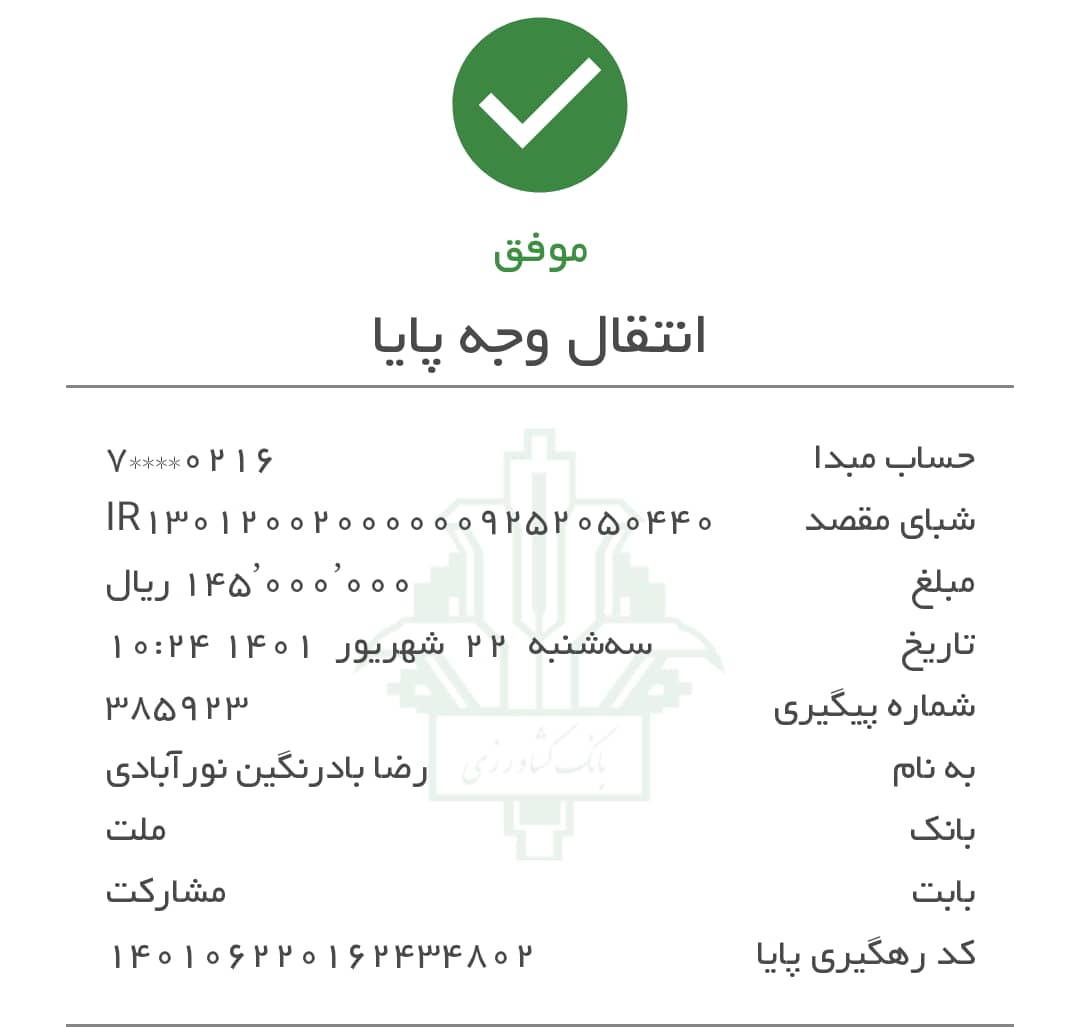 موفق
انتقال وجه پایا
حساب مبدا ۷****۰۲۱۶
شبای مقصد IR۱۳۰۱۲۰۰۲۰۰۰۰۰۰۹۲۵۲۰۵۰۴۴۰
مبلغ ۱۴۵٬۰۰۰٬۰۰۰ ریال
تاریخ سه‌شنبه ۲۲ شهریور ۱۴۰۱ ۱۰:۲۴
شماره پیگیری ۳۸۵۹۲۳
به نام رضا بادرنگین نورآبادی
بانک کشاورزی
بانک ملت
بابت مشارکت
کد رهگیری پایا ۱۴۰۱۰۶۲۲۰۱۶۲۴۳۴۸۰۲